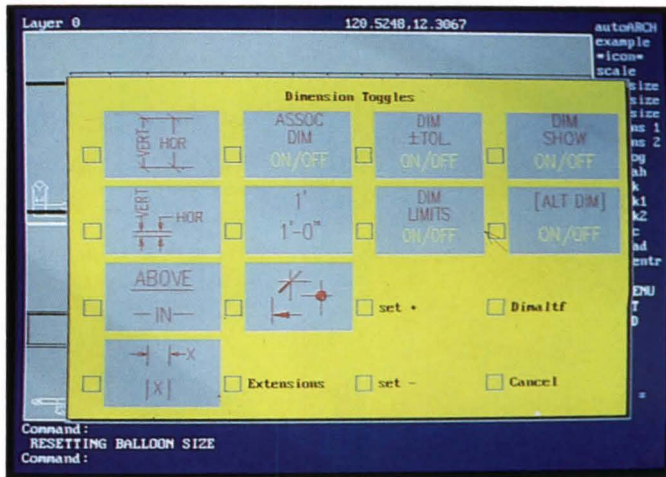 Layer 0 120.5248,12.3067
autoARCH
example
*icon*
scale
size
size
size
ns 1
ns 2
og
ah
k
k1
k2
c
ad
entr
ENU
T
D
Dimension Toggles
VERT HOR
ASSOC DIM ON/OFF
DIM ±TOL. ON/OFF
DIM SHOW ON/OFF
VERT HOR
1' 1'-0"
DIM LIMITS ON/OFF
[ALT DIM] ON/OFF
ABOVE
IN
set +
Dimaltf
X
|X|
Extensions
set -
Cancel
Command:
RESETTING BALLOON SIZE
Command: